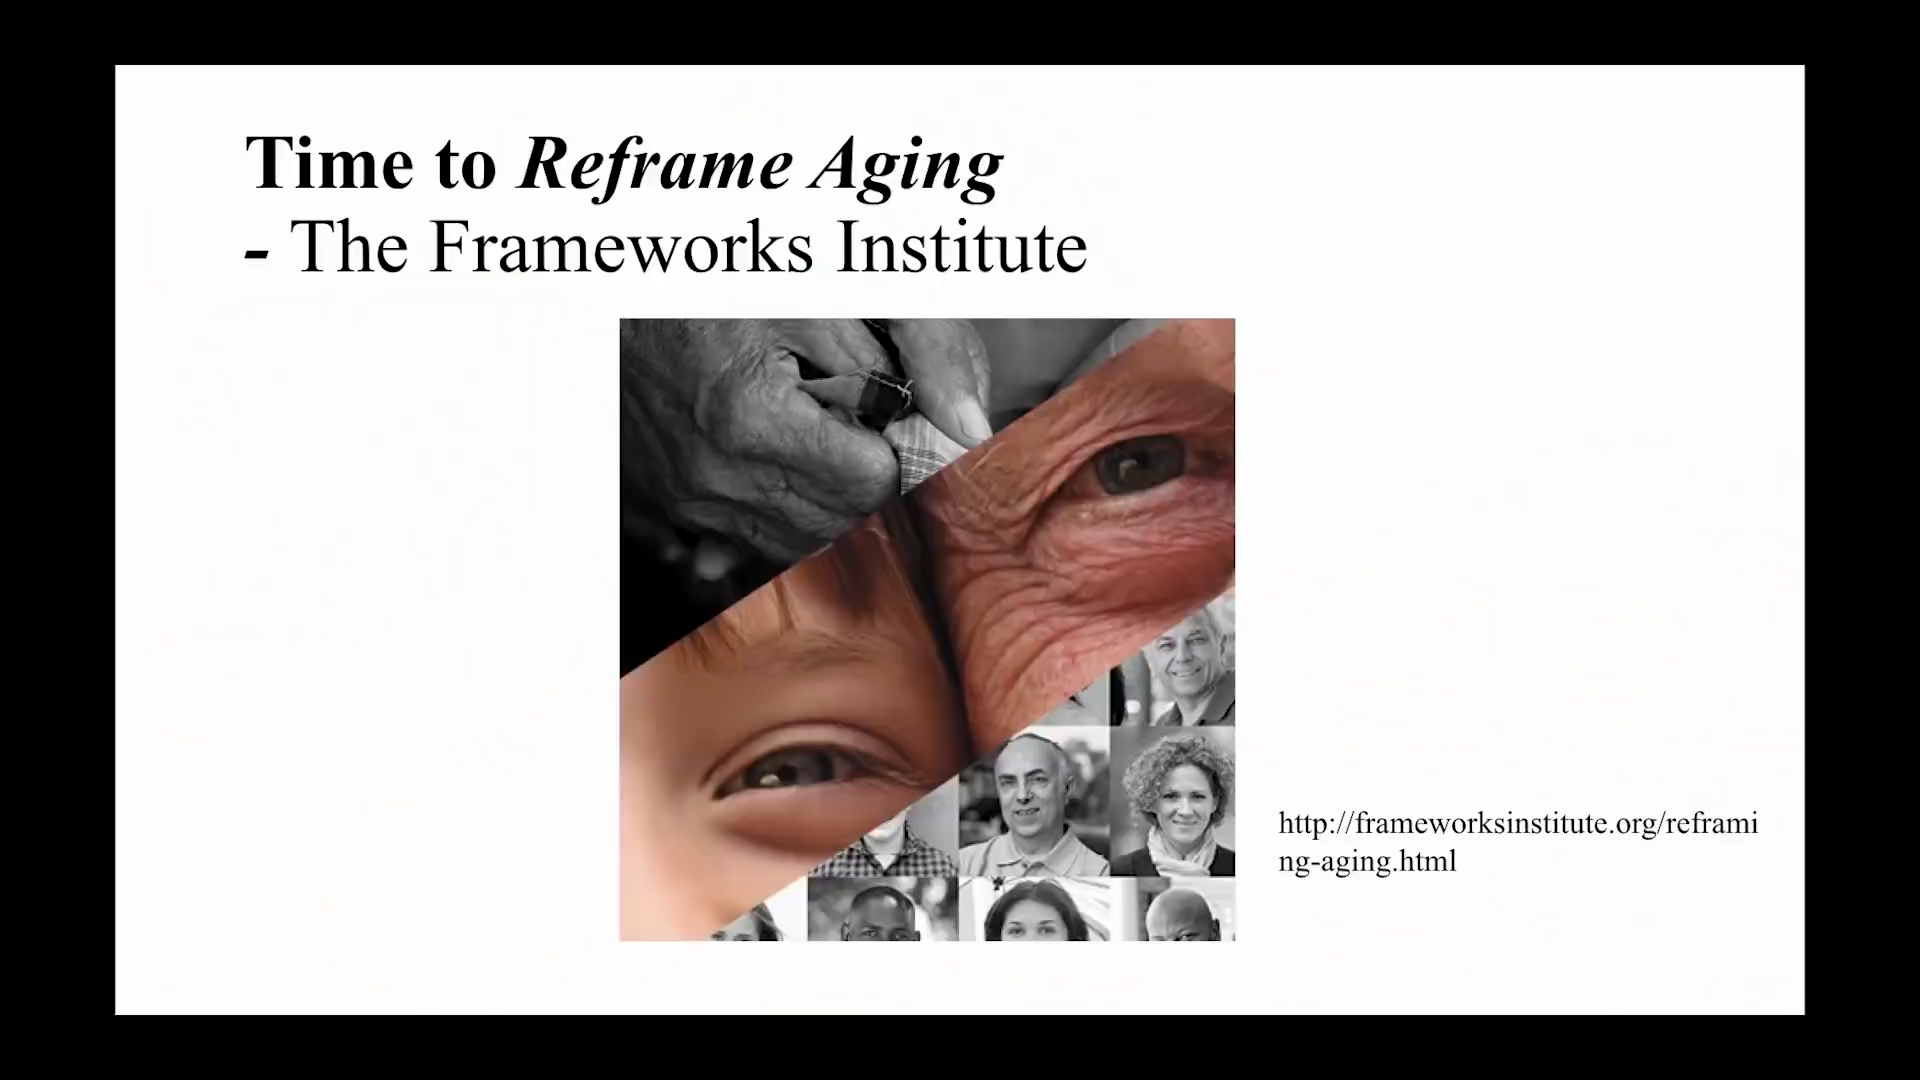 Time to Reframe Aging
- The Frameworks Institute
http://frameworksinstitute.org/reframi
ng-aging.html